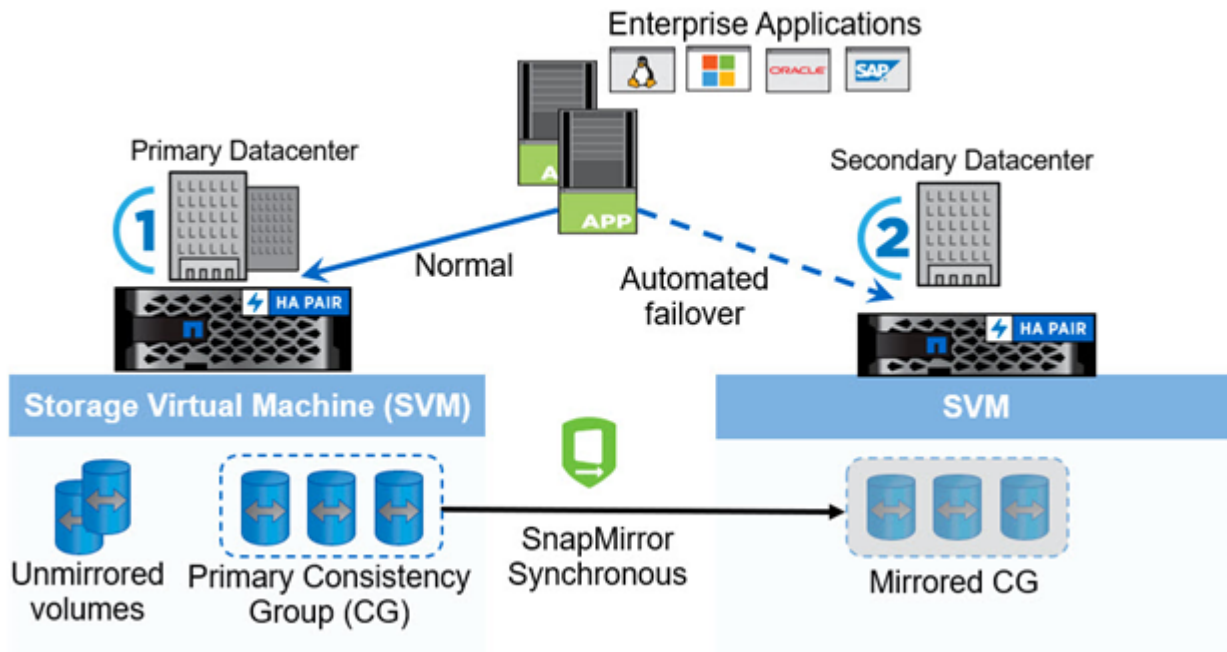 Enterprise Applications
ORACLE
SAP
Primary Datacenter
Secondary Datacenter
1
A
APP
2
Normal
Automated
failover
HA PAIR
HA PAIR
Storage Virtual Machine (SVM)
SVM
Unmirrored
volumes
Primary Consistency
Group (CG)
SnapMirror
Synchronous
Mirrored CG